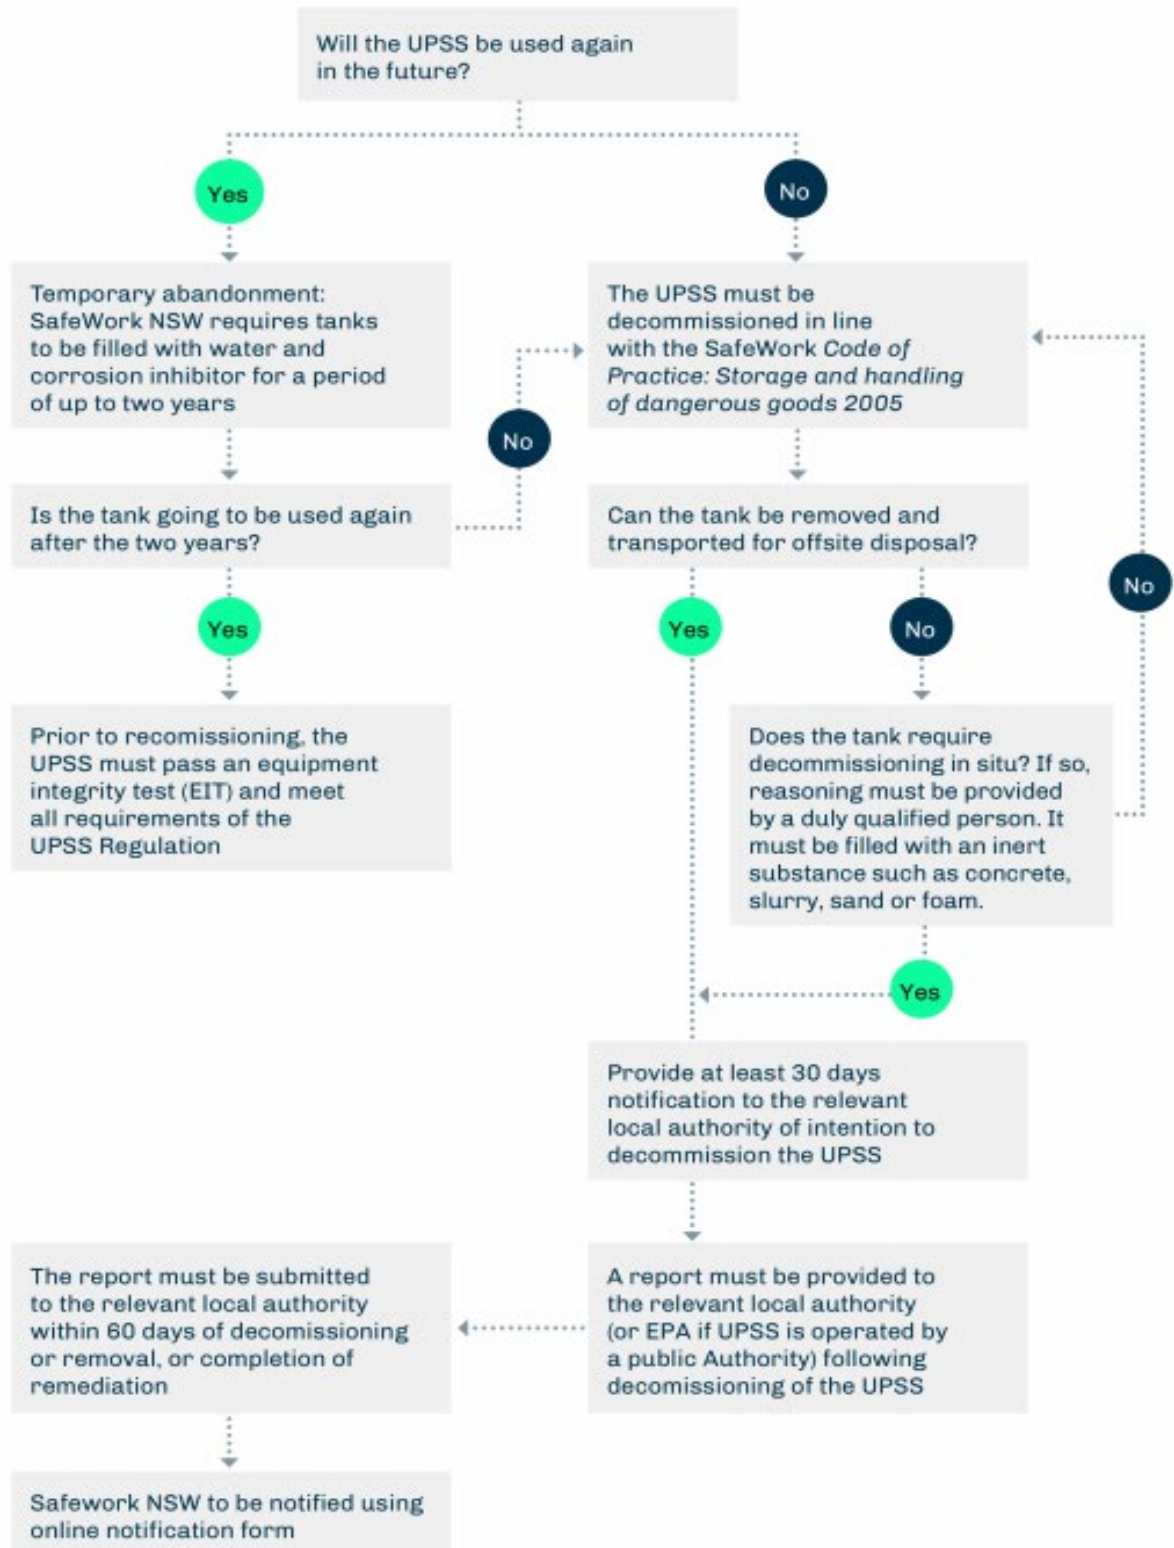 Will the UPSS be used again
in the future?
Yes
No
Temporary abandonment:
SafeWork NSW requires tanks
to be filled with water and
corrosion inhibitor for a period
of up to two years
The UPSS must be
decommissioned in line
with the SafeWork Code of
Practice: Storage and handling
of dangerous goods 2005
No
Is the tank going to be used again
after the two years?
Can the tank be removed and
transported for offsite disposal?
No
Yes
Yes
No
Prior to recomissioning, the
UPSS must pass an equipment
integrity test (EIT) and meet
all requirements of the
UPSS Regulation
Does the tank require
decommissioning in situ? If so,
reasoning must be provided
by a duly qualified person. It
must be filled with an inert
substance such as concrete,
slurry, sand or foam.
Yes
Provide at least 30 days
notification to the relevant
local authority of intention to
decommission the UPSS
The report must be submitted
to the relevant local authority
within 60 days of decomissioning
or removal, or completion of
remediation
A report must be provided to
the relevant local authority
(or EPA if UPSS is operated by
a public Authority) following
decomissioning of the UPSS
Safework NSW to be notified using
online notification form